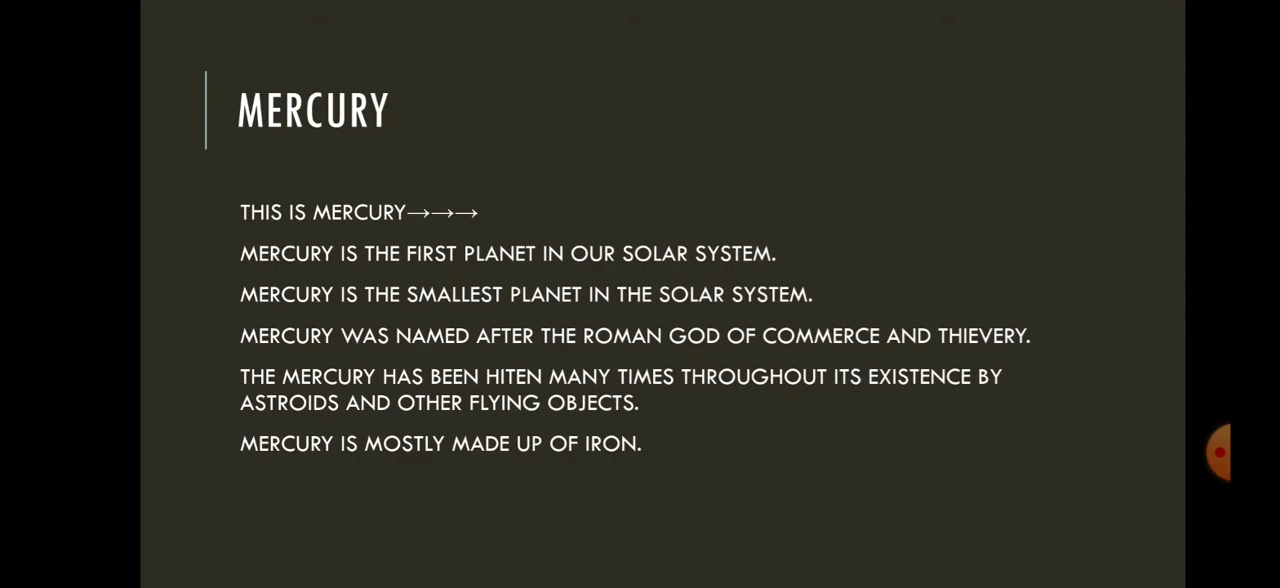 MERCURY
THIS IS MERCURY→→→
MERCURY IS THE FIRST PLANET IN OUR SOLAR SYSTEM.
MERCURY IS THE SMALLEST PLANET IN THE SOLAR SYSTEM.
MERCURY WAS NAMED AFTER THE ROMAN GOD OF COMMERCE AND THIEVERY.
THE MERCURY HAS BEEN HITEN MANY TIMES THROUGHOUT ITS EXISTENCE BY
ASTROIDS AND OTHER FLYING OBJECTS.
MERCURY IS MOSTLY MADE UP OF IRON.